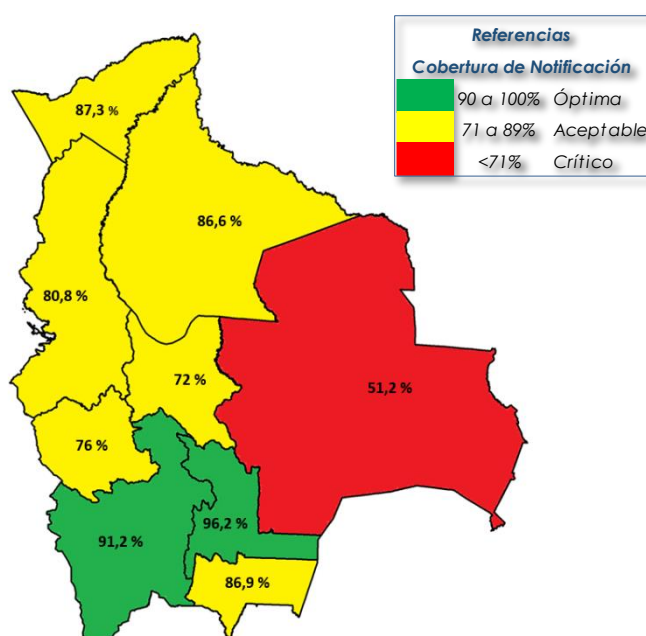 Referencias
Cobertura de Notificación
90 a 100% Óptima
71 a 89% Aceptable
<71% Crítico
87,3 %
86,6 %
80,8 %
72 %
51,2 %
76 %
96,2 %
91,2 %
86,9 %